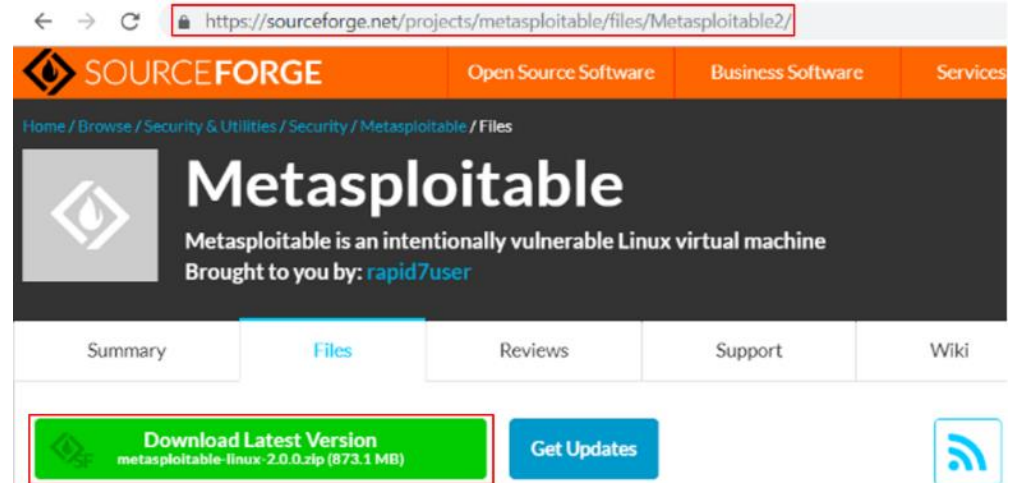 https://sourceforge.net/projects/metasploitable/files/Metasploitable2/
SOURCEFORGE Open Source Software Business Software Services
Home / Browse / Security & Utilities / Security / Metasploitable / Files
Metasploitable
Metasploitable is an intentionally vulnerable Linux virtual machine
Brought to you by: rapid7user
Summary Files Reviews Support Wiki
Download Latest Version
metasploitable-linux-2.0.0.zip (873.1 MB)
Get Updates
SF